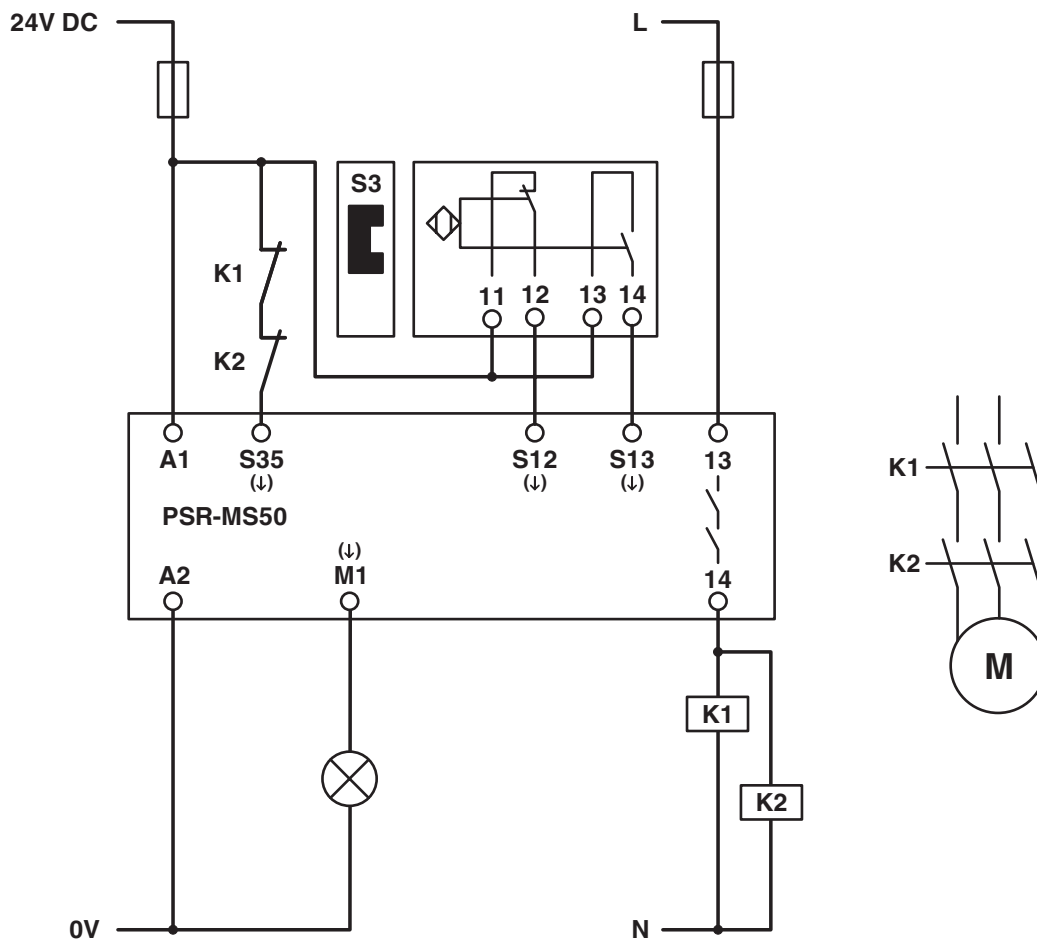 24V DC
L
S3
K1
11 12 13 14
K2
A1 S35 S12 S13 13
(↓) (↓) (↓)
PSR-MS50
(↓)
A2 M1 14
K1
K2
0V N
K1
K2
M